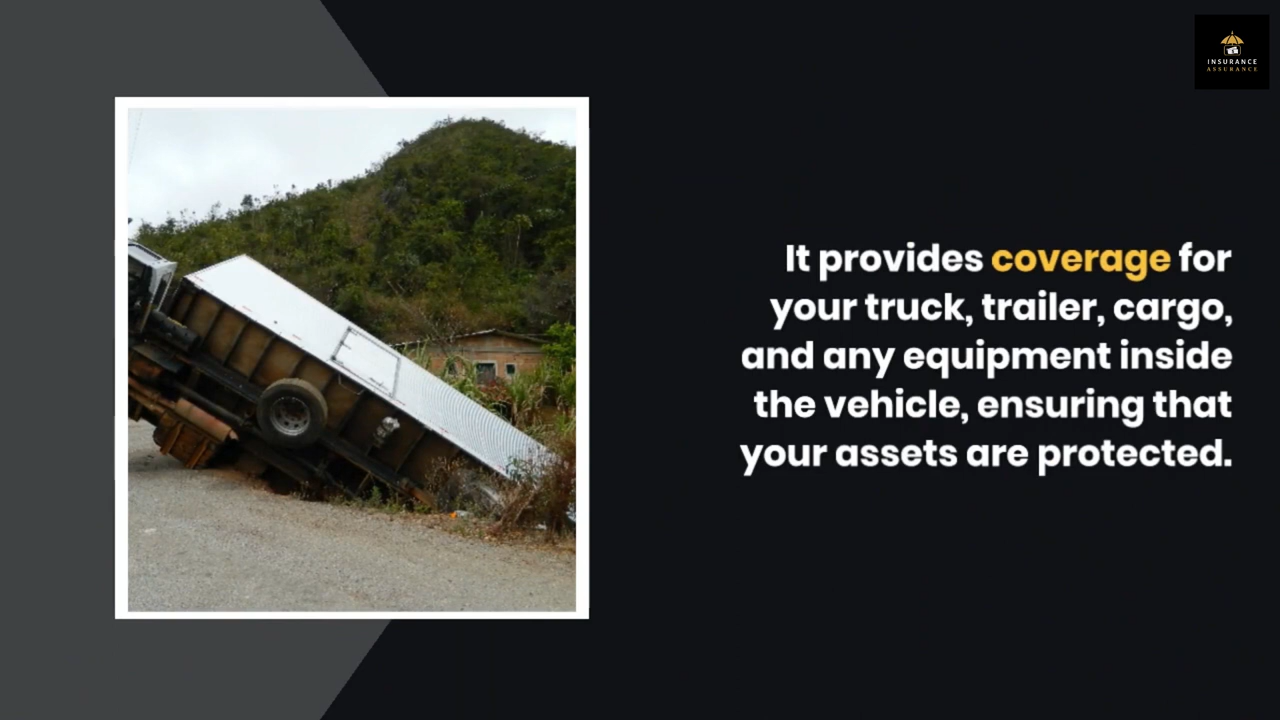 INSURANCE
ASSURANCE
It provides coverage for
your truck, trailer, cargo,
and any equipment inside
the vehicle, ensuring that
your assets are protected.